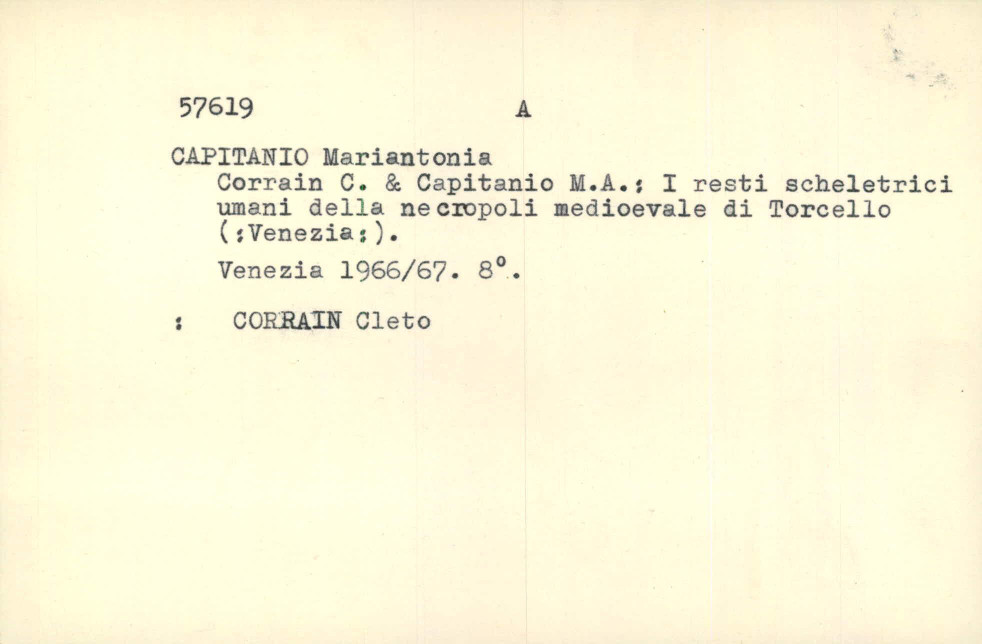 57619 A
CAPITANIO Mariantonia
Corrain C. & Capitanio M.A.: I resti scheletrici
umani della necropoli medioevale di Torcello
(:Venezia:).
Venezia 1966/67. 8°.
: CORRAIN Cleto